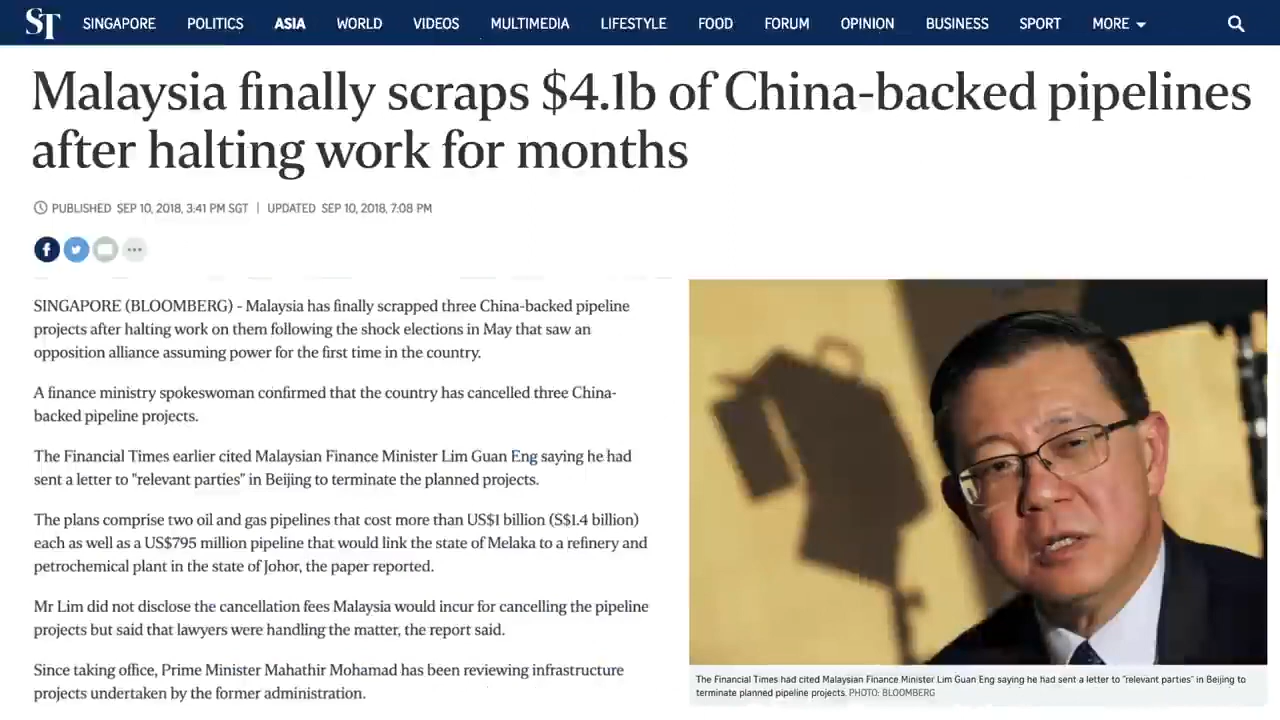 ST SINGAPORE POLITICS ASIA WORLD VIDEOS MULTIMEDIA LIFESTYLE FOOD FORUM OPINION BUSINESS SPORT MORE
Malaysia finally scraps $4.1b of China-backed pipelines
after halting work for months
PUBLISHED SEP 10, 2018, 3:41 PM SGT | UPDATED SEP 10, 2018, 7:08 PM
SINGAPORE (BLOOMBERG) - Malaysia has finally scrapped three China-backed pipeline
projects after halting work on them following the shock elections in May that saw an
opposition alliance assuming power for the first time in the country.
A finance ministry spokeswoman confirmed that the country has cancelled three China-
backed pipeline projects.
The Financial Times earlier cited Malaysian Finance Minister Lim Guan Eng saying he had
sent a letter to "relevant parties" in Beijing to terminate the planned projects.
The plans comprise two oil and gas pipelines that cost more than US$1 billion (S$1.4 billion)
each as well as a US$795 million pipeline that would link the state of Melaka to a refinery and
petrochemical plant in the state of Johor, the paper reported.
Mr Lim did not disclose the cancellation fees Malaysia would incur for cancelling the pipeline
projects but said that lawyers were handling the matter, the report said.
Since taking office, Prime Minister Mahathir Mohamad has been reviewing infrastructure
projects undertaken by the former administration.
The Financial Times had cited Malaysian Finance Minister Lim Guan Eng saying he had sent a letter to "relevant parties" in Beijing to
terminate planned pipeline projects. PHOTO: BLOOMBERG